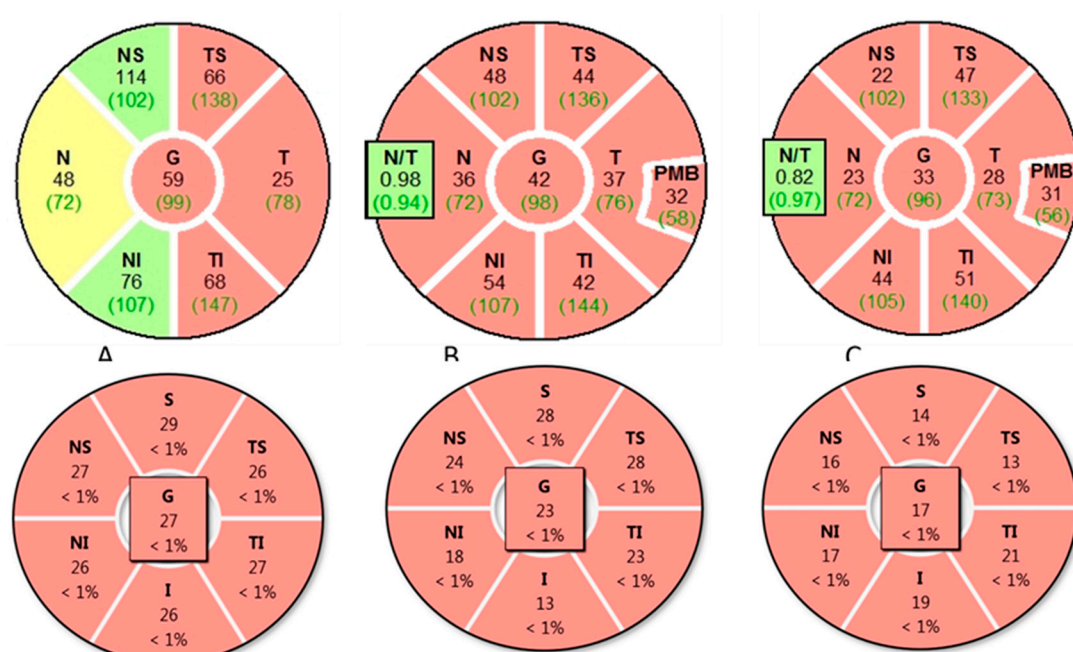 NS
114
(102)
TS
66
(138)
N
48
(72)
G
59
(99)
T
25
(78)
NI
76
(107)
TI
68
(147)
A
NS
48
(102)
TS
44
(136)
N/T
0.98
(0.94)
N
36
(72)
G
42
(98)
T
37
(76)
PMB
32
(58)
NI
54
(107)
TI
42
(144)
B
NS
22
(102)
TS
47
(133)
N/T
0.82
(0.97)
N
23
(72)
G
33
(96)
T
28
(73)
PMB
31
(56)
NI
44
(105)
TI
51
(140)
C
S
29
< 1%
NS
27
< 1%
TS
26
< 1%
G
27
< 1%
NI
26
< 1%
TI
27
< 1%
I
26
< 1%
S
28
< 1%
NS
24
< 1%
TS
28
< 1%
G
23
< 1%
NI
18
< 1%
TI
23
< 1%
I
13
< 1%
S
14
< 1%
NS
16
< 1%
TS
13
< 1%
G
17
< 1%
NI
17
< 1%
TI
21
< 1%
I
19
< 1%